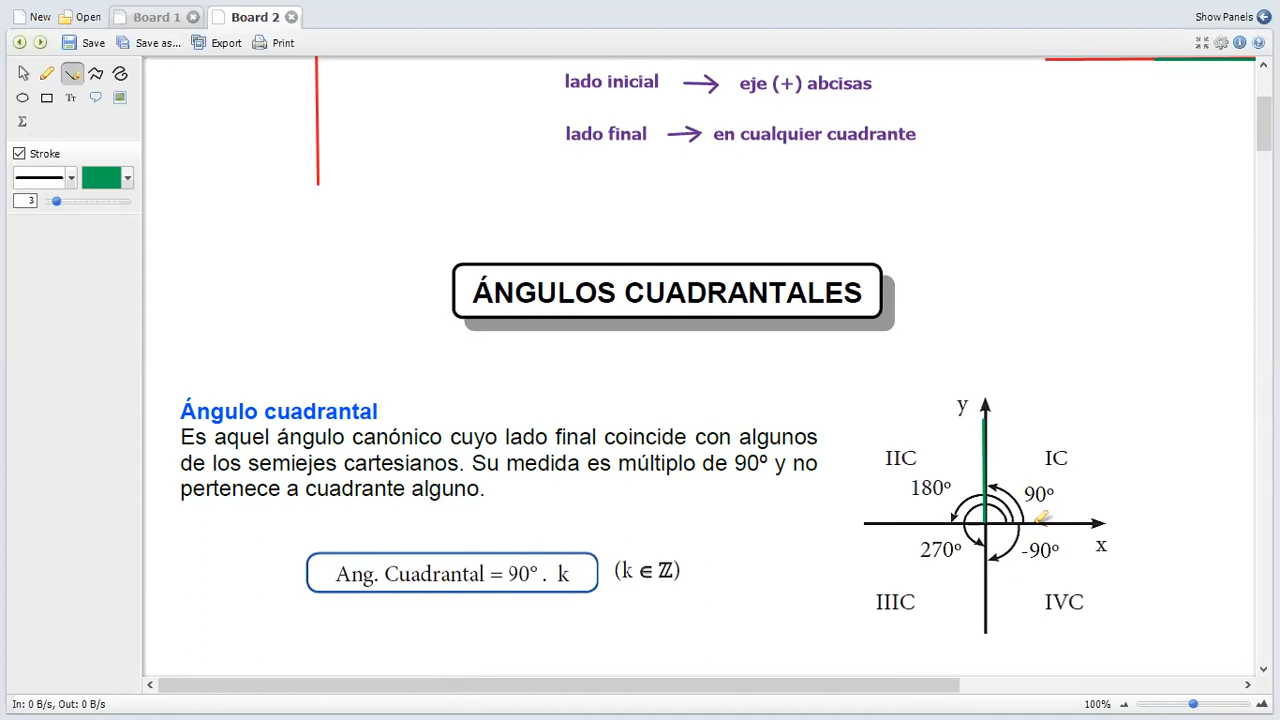 New Open Board 1 Board 2 Show Panels
Save Save as... Export Print
Tr
Σ
Stroke
3
lado inicial → eje (+) abcisas
lado final → en cualquier cuadrante
ÁNGULOS CUADRANTALES
Ángulo cuadrantal
Es aquel ángulo canónico cuyo lado final coincide con algunos
de los semiejes cartesianos. Su medida es múltiplo de 90º y no
pertenece a cuadrante alguno.
Ang. Cuadrantal = 90º . k (k ∈ ℤ)
y
IIC IC
180º 90º
270º -90º x
IIIC IVC
In: 0 B/s, Out: 0 B/s 100%